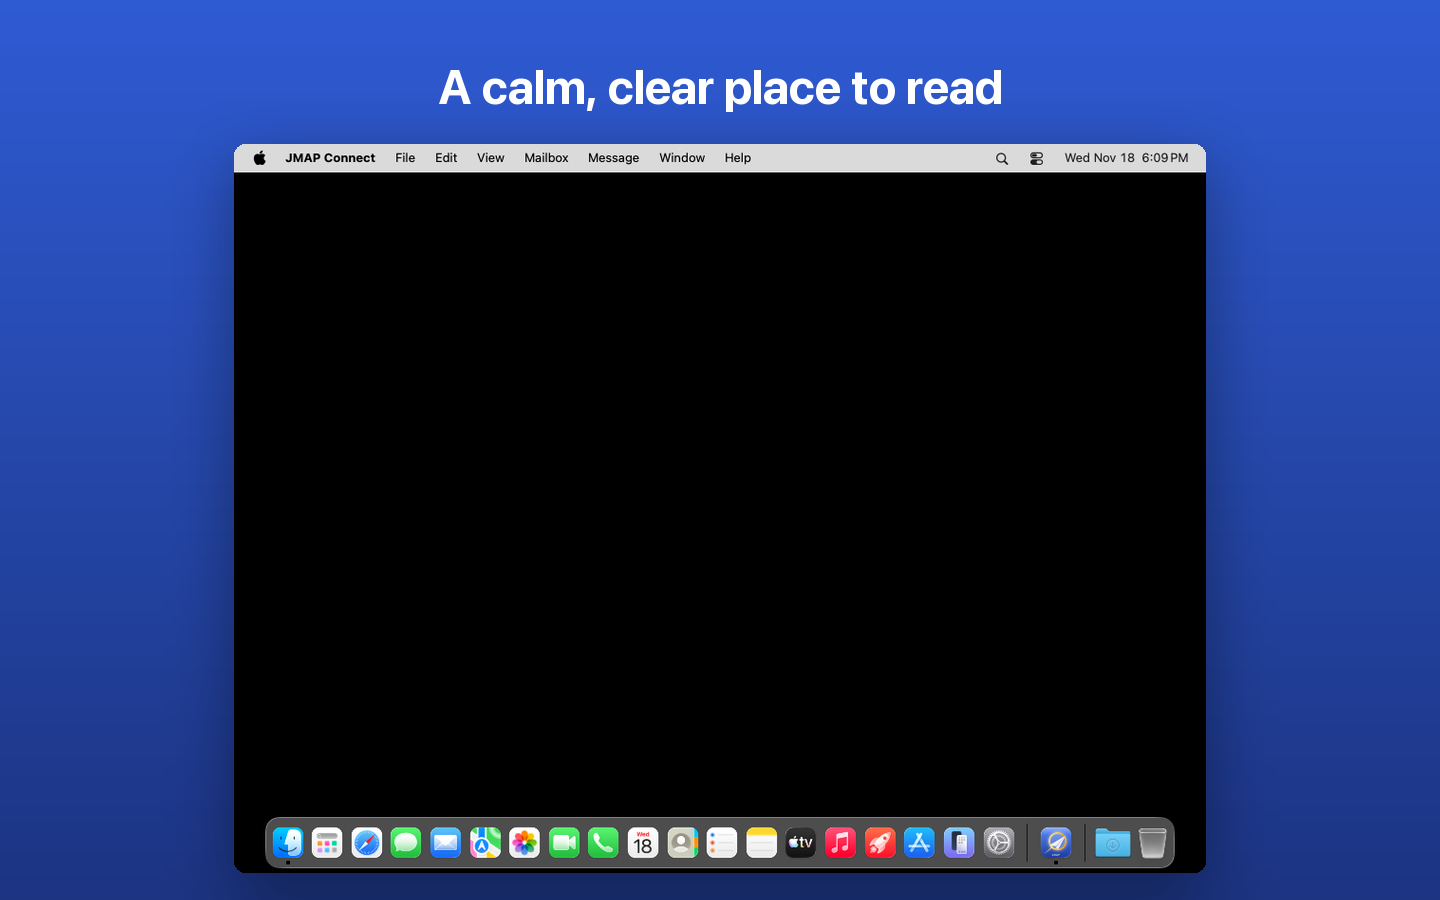 A calm, clear place to read
JMAP Connect File Edit View Mailbox Message Window Help Wed Nov 18 6:09 PM
Wed
18
tv